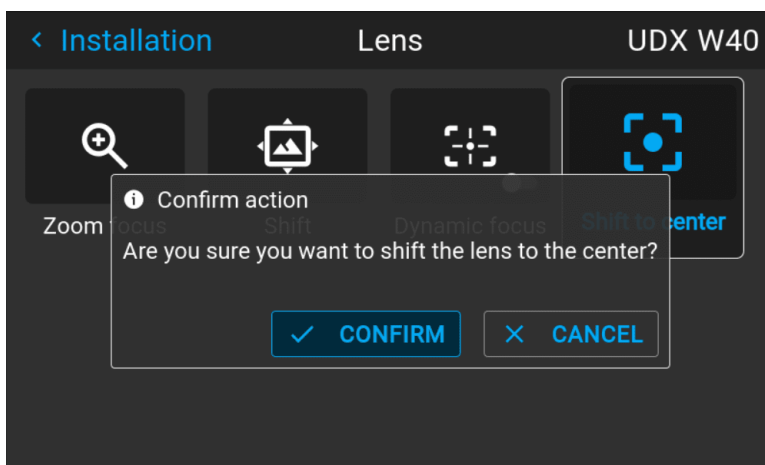 Installation
Lens
UDX W40
Confirm action
Zoom focus
Shift
Dynamic focus
Shift to center
Are you sure you want to shift the lens to the center?
CONFIRM
CANCEL